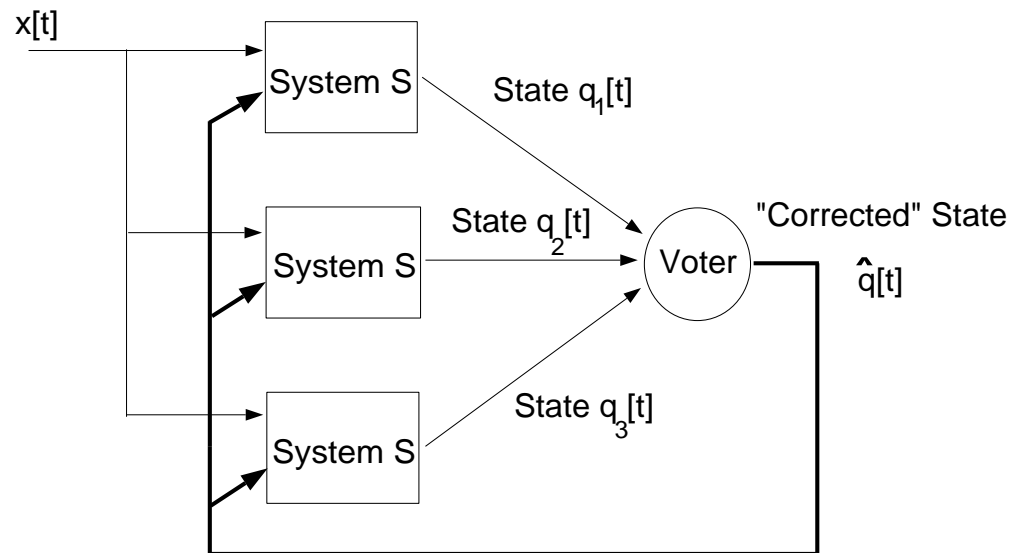 x[t]
System S
State q1[t]
System S
State q2[t]
Voter
"Corrected" State
q̂[t]
System S
State q3[t]